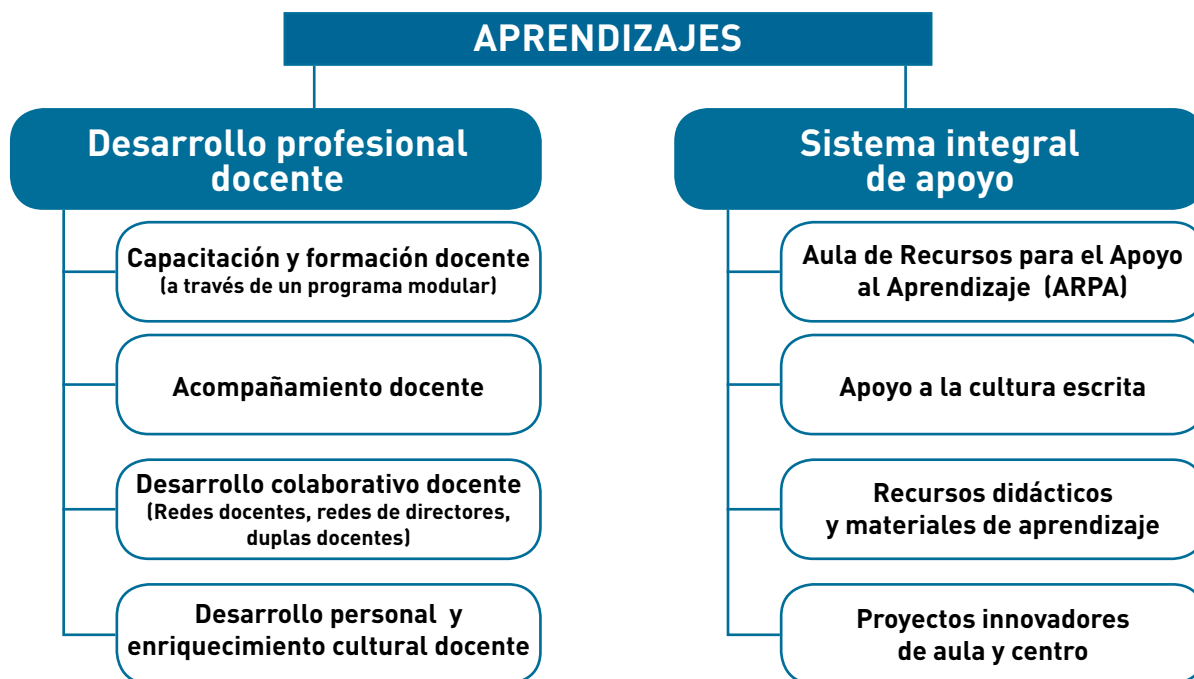 APRENDIZAJES
Desarrollo profesional
docente
Capacitación y formación docente
(a través de un programa modular)
Acompañamiento docente
Desarrollo colaborativo docente
(Redes docentes, redes de directores,
duplas docentes)
Desarrollo personal y
enriquecimiento cultural docente
Sistema integral
de apoyo
Aula de Recursos para el Apoyo
al Aprendizaje (ARPA)
Apoyo a la cultura escrita
Recursos didácticos
y materiales de aprendizaje
Proyectos innovadores
de aula y centro